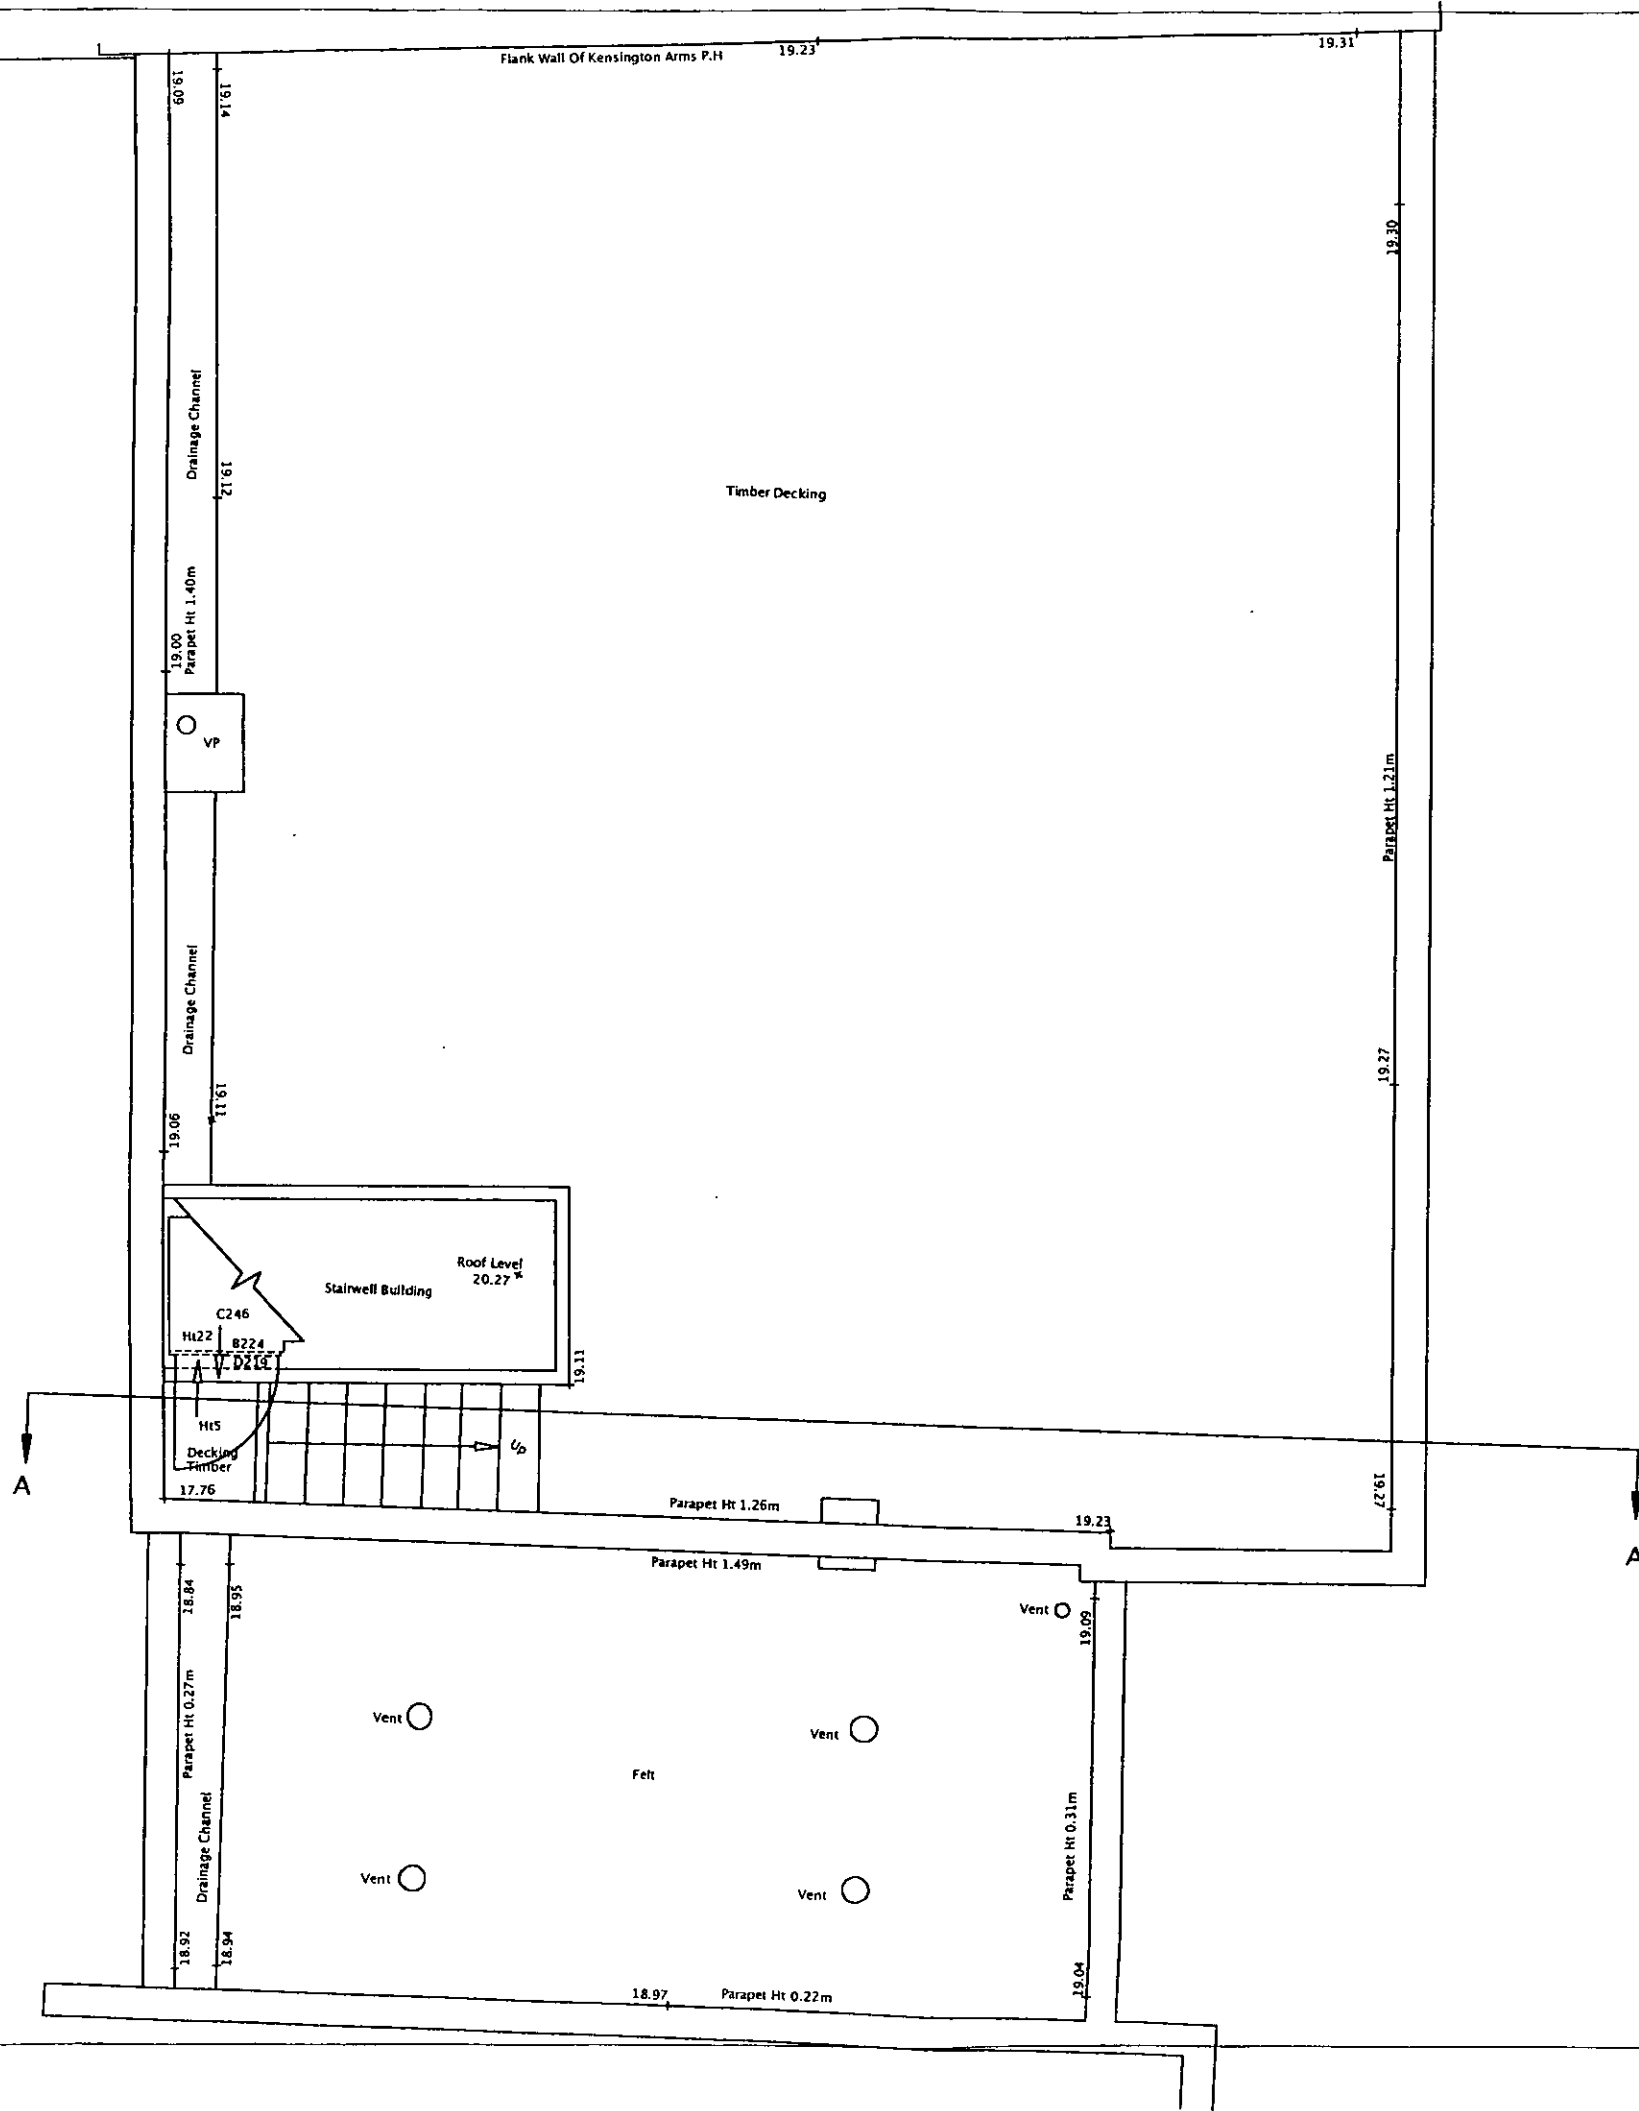 Flank Wall Of Kensington Arms P.H
19.23
19.31
19.09
19.14
19.30
Drainage Channel
19.12
Timber Decking
Parapet Ht 1.40m
19.00
VP
Parapet Ht 1.21m
Drainage Channel
19.27
19.11
19.06
Roof Level
20.27
Stairwell Building
C246
Ht22
B224
D219
19.11
Ht5
Up
Decking
Timber
17.76
A
A
19.27
Parapet Ht 1.26m
19.23
Parapet Ht 1.49m
18.84
18.95
Vent
19.09
Parapet Ht 0.27m
Vent
Vent
Felt
Drainage Channel
Parapet Ht 0.31m
Vent
Vent
18.92
18.94
19.04
18.97
Parapet Ht 0.22m